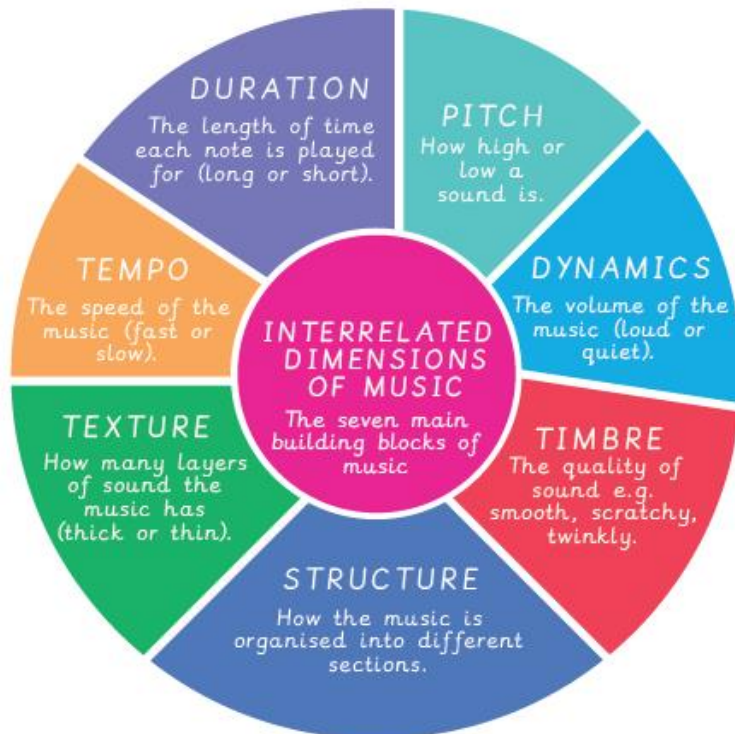 DURATION
The length of time
each note is played
for (long or short).
PITCH
How high or
low a
sound is.
DYNAMICS
The volume of the
music (loud or
quiet).
TIMBRE
The quality of
sound e.g.
smooth, scratchy,
twinkly.
STRUCTURE
How the music is
organised into different
sections.
TEXTURE
How many layers
of sound the
music has
(thick or thin).
TEMPO
The speed of the
music (fast or
slow).
INTERRELATED
DIMENSIONS
OF MUSIC
The seven main
building blocks of
music